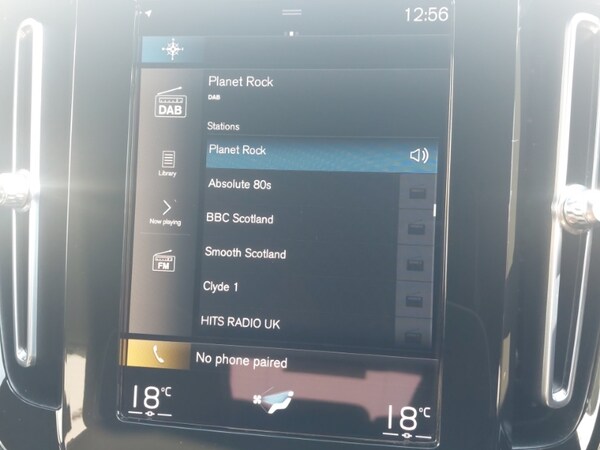 12:56
Planet Rock
DAB
DAB
Stations
Planet Rock
Library
Absolute 80s
Now playing
BBC Scotland
FM
Smooth Scotland
Clyde 1
HITS RADIO UK
No phone paired
18°C
18°C